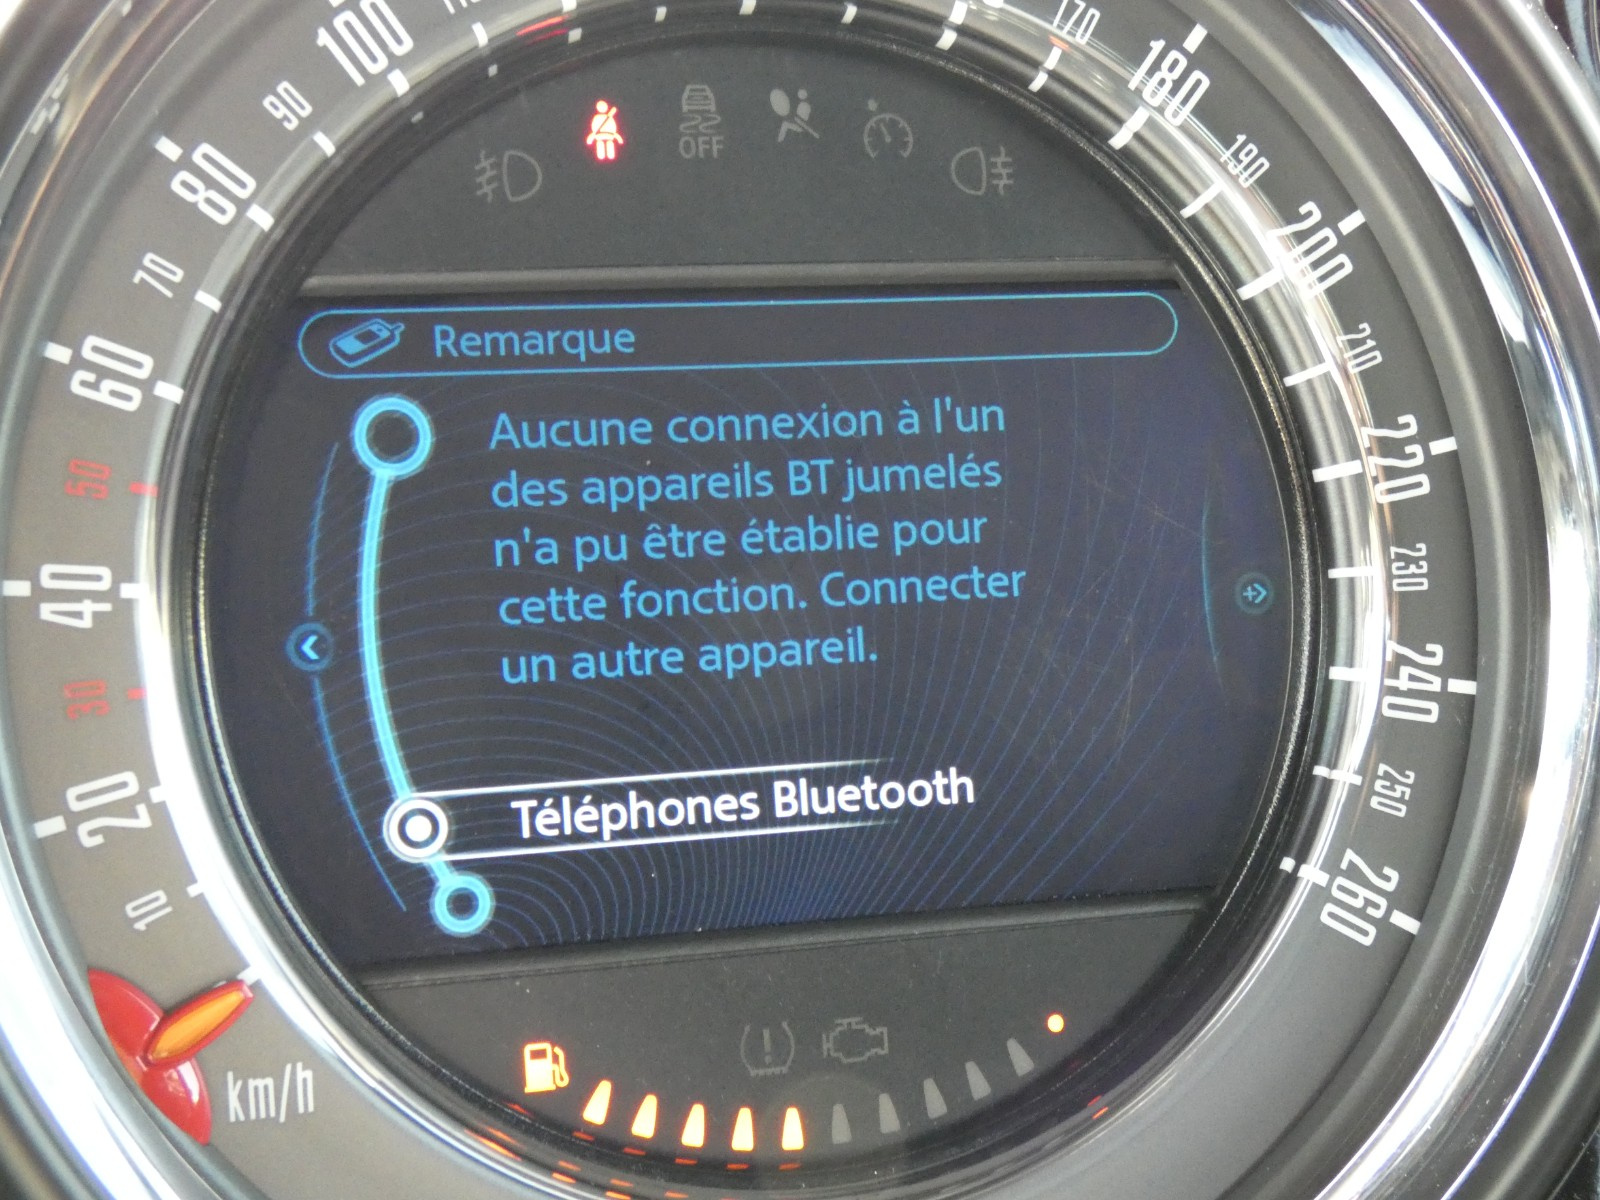 100
90
80
70
60
50
40
30
20
10
km/h
OFF
170
180
190
200
210
220
230
240
250
260
Remarque
Aucune connexion à l'un
des appareils BT jumelés
n'a pu être établie pour
cette fonction. Connecter
un autre appareil.
Téléphones Bluetooth